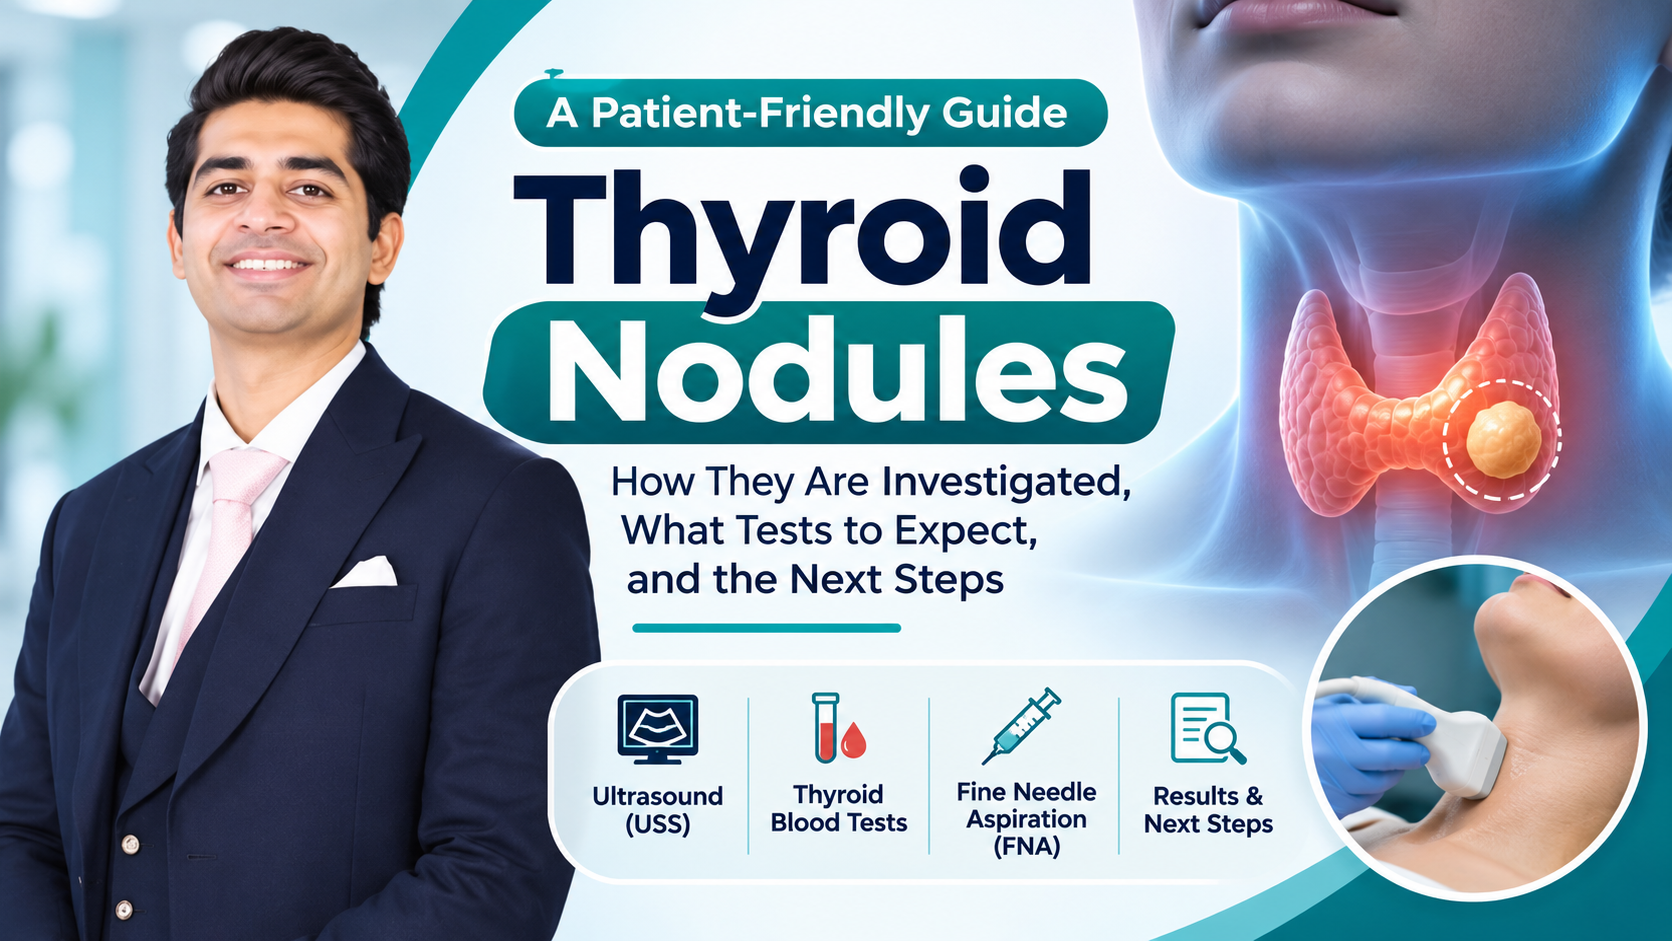 A Patient-Friendly Guide
Thyroid
Nodules
How They Are Investigated,
What Tests to Expect,
and the Next Steps
Ultrasound
(USS)
Thyroid
Blood Tests
Fine Needle
Aspiration
(FNA)
Results &
Next Steps